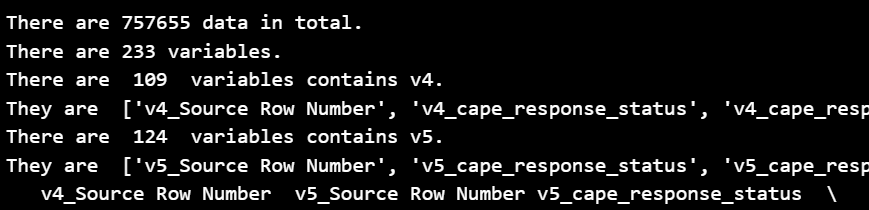 There are 757655 data in total.
There are 233 variables.
There are  109  variables contains v4.
They are  ['v4_Source Row Number', 'v4_cape_response_status', 'v4_cape_resp
There are  124  variables contains v5.
They are  ['v5_Source Row Number', 'v5_cape_response_status', 'v5_cape_resp
   v4_Source Row Number  v5_Source Row Number v5_cape_response_status  \